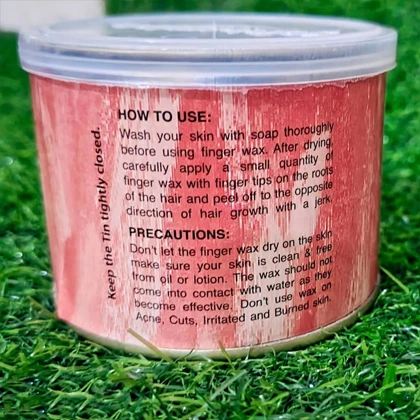 Keep the Tin tightly closed.
HOW TO USE:
Wash your skin with soap thoroughly
before using finger wax. After drying,
carefully apply a small quantity of
finger wax with finger tips on the roots
of the hair and peel off to the opposite
direction of hair growth with a jerk.
PRECAUTIONS:
Don't let the finger wax dry on the skin
make sure your skin is clean & free
from oil or lotion. The wax should not
come into contact with water as they
become effective. Don't use wax on
Acne, Cuts, Irritated and Burned skin.